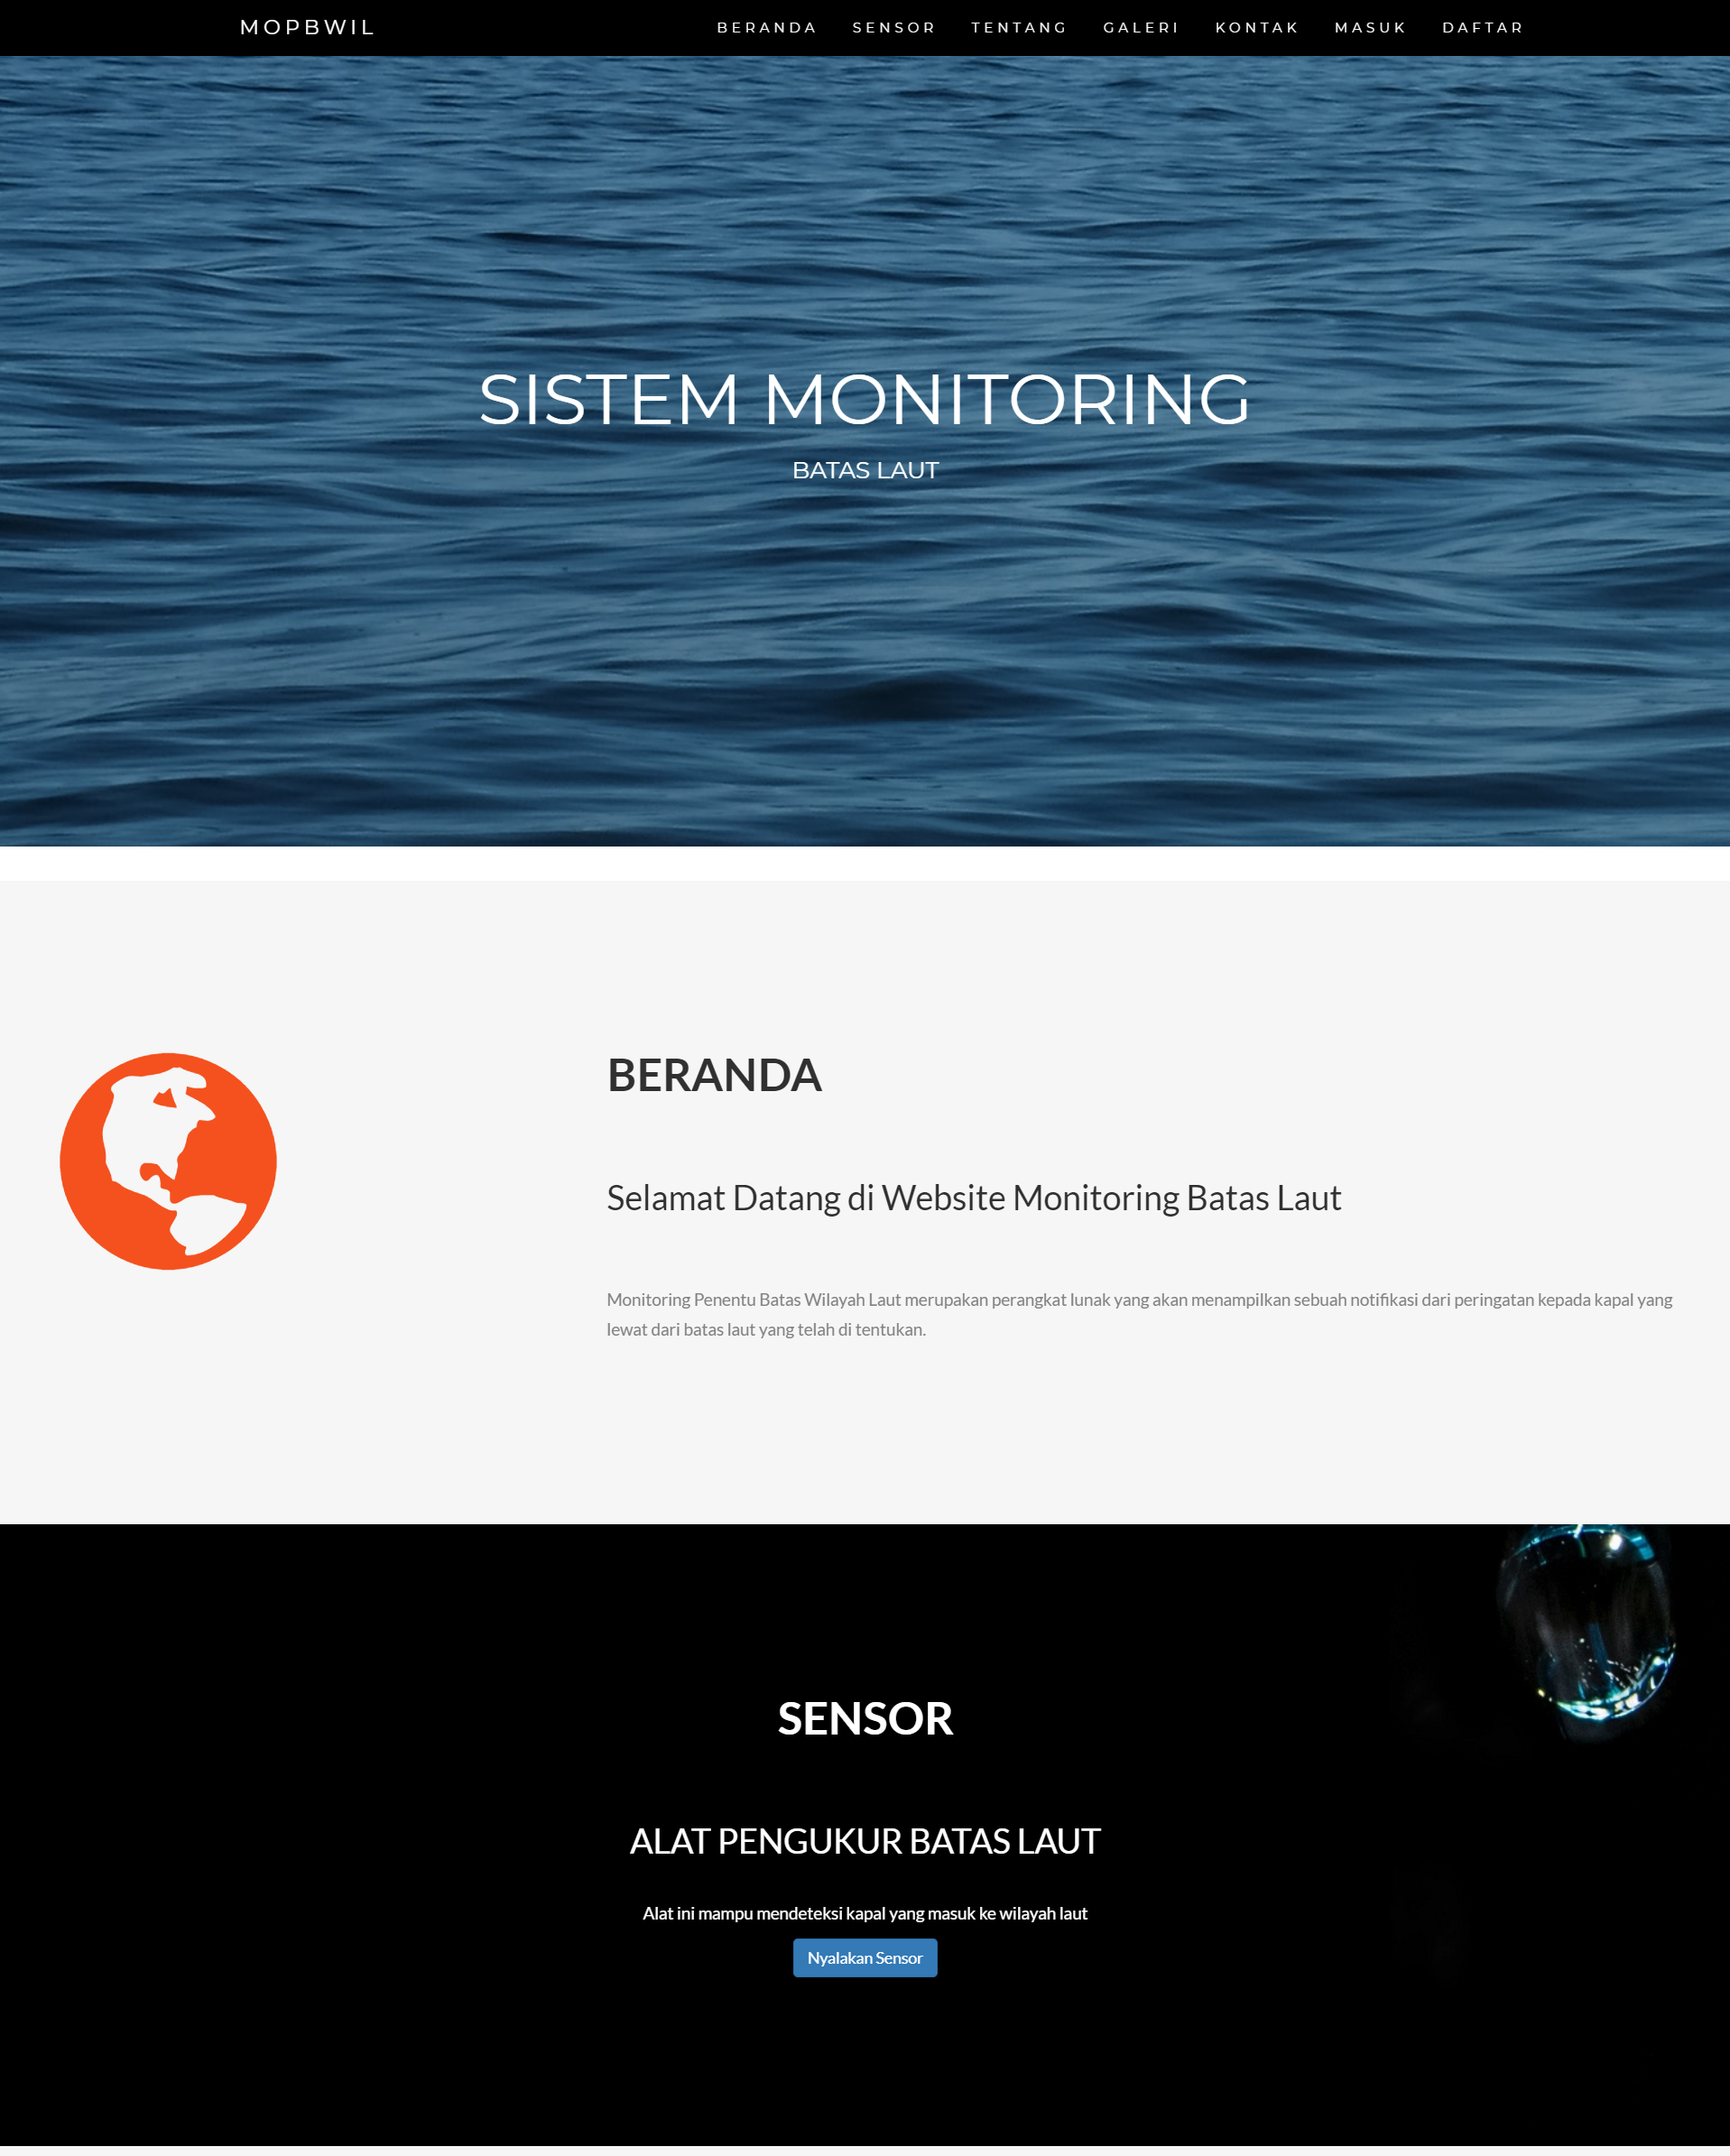 MOPBWIL
BERANDA SENSOR TENTANG GALERI KONTAK MASUK DAFTAR
SISTEM MONITORING
BATAS LAUT
BERANDA
Selamat Datang di Website Monitoring Batas Laut
Monitoring Penentu Batas Wilayah Laut merupakan perangkat lunak yang akan menampilkan sebuah notifikasi dari peringatan kepada kapal yang
lewat dari batas laut yang telah di tentukan.
SENSOR
ALAT PENGUKUR BATAS LAUT
Alat ini mampu mendeteksi kapal yang masuk ke wilayah laut
Nyalakan Sensor